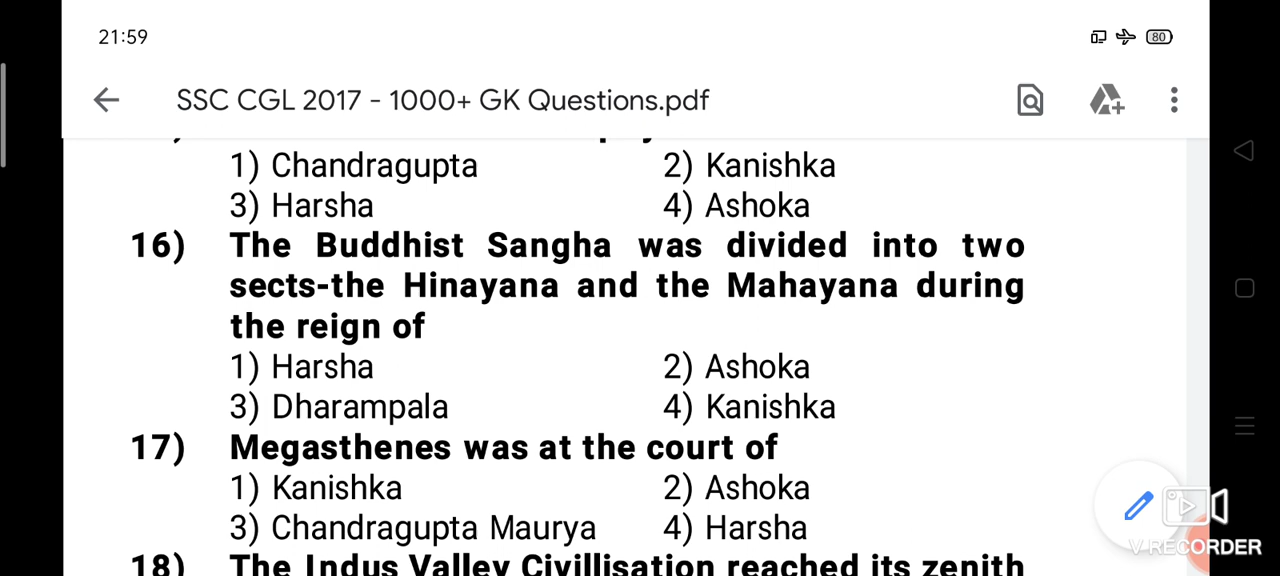 21:59
80
SSC CGL 2017 - 1000+ GK Questions.pdf
1) Chandragupta 2) Kanishka
3) Harsha 4) Ashoka
16) The Buddhist Sangha was divided into two
sects-the Hinayana and the Mahayana during
the reign of
1) Harsha 2) Ashoka
3) Dharampala 4) Kanishka
17) Megasthenes was at the court of
1) Kanishka 2) Ashoka
3) Chandragupta Maurya 4) Harsha
18) The Indus Valley Civillisation reached its zenith
V-RECORDER